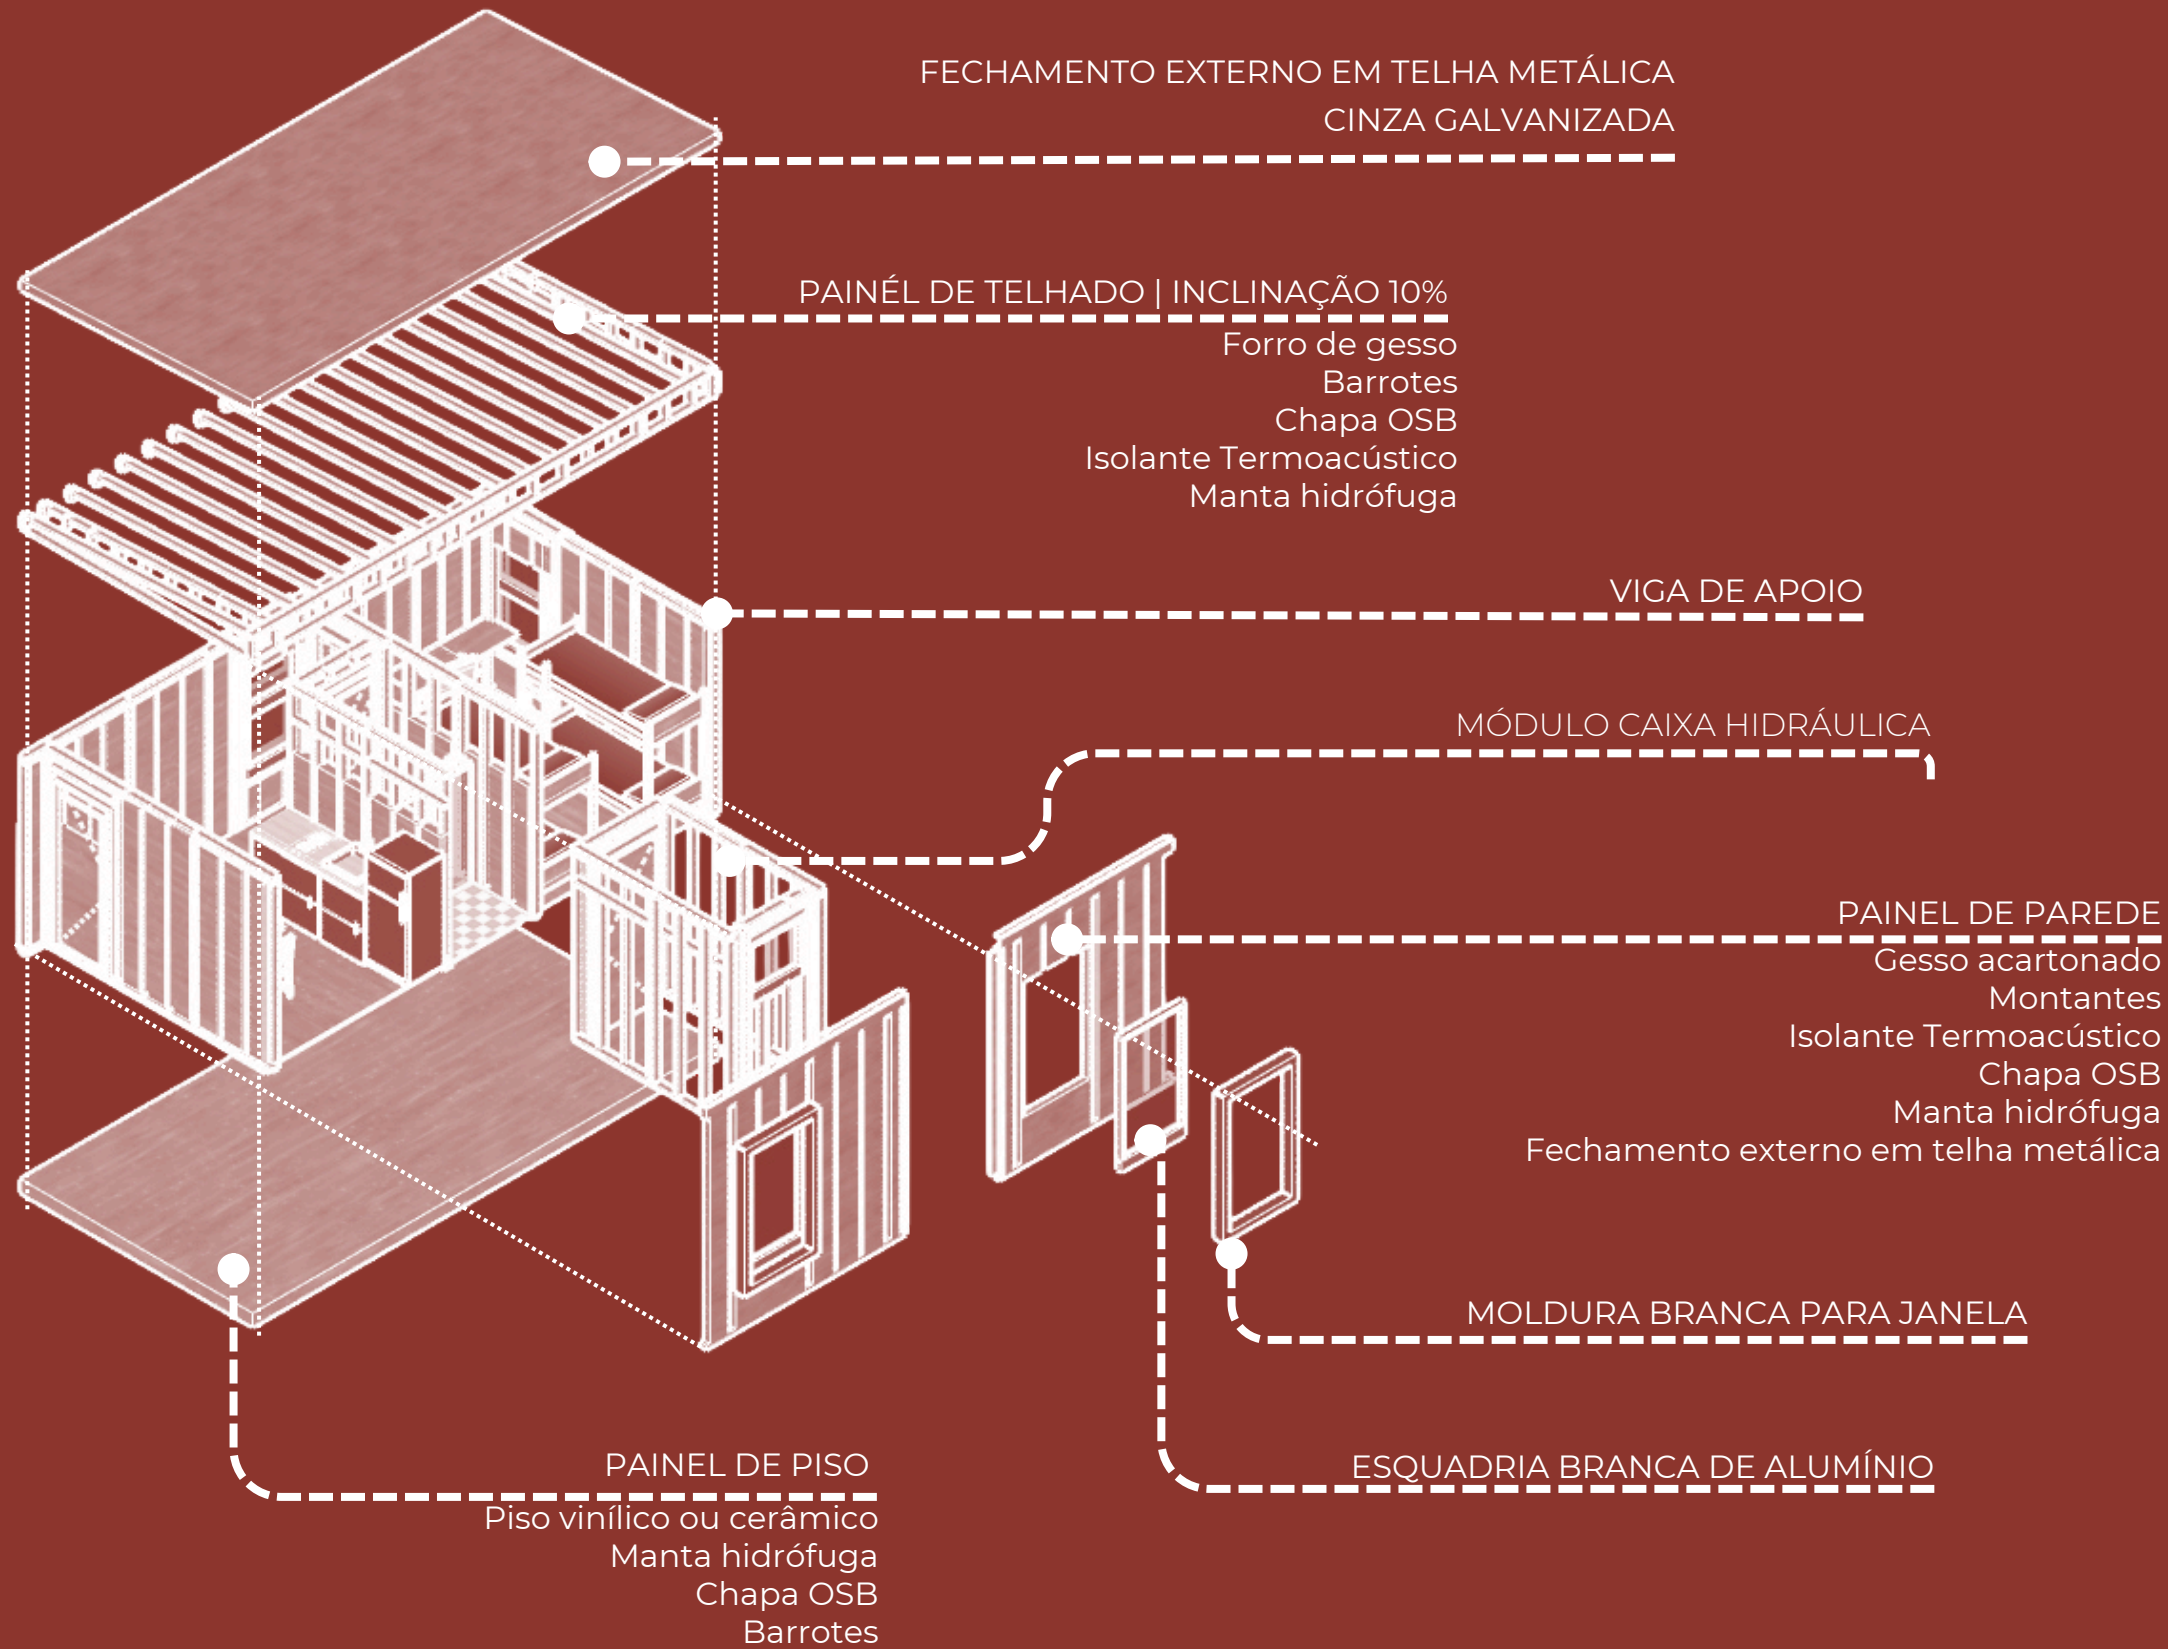 FECHAMENTO EXTERNO EM TELHA METÁLICA
CINZA GALVANIZADA
PAINÉL DE TELHADO | INCLINAÇÃO 10%
Forro de gesso
Barrotes
Chapa OSB
Isolante Termoacústico
Manta hidrófuga
VIGA DE APOIO
MÓDULO CAIXA HIDRÁULICA
PAINEL DE PAREDE
Gesso acartonado
Montantes
Isolante Termoacústico
Chapa OSB
Manta hidrófuga
Fechamento externo em telha metálica
MOLDURA BRANCA PARA JANELA
ESQUADRIA BRANCA DE ALUMÍNIO
PAINEL DE PISO
Piso vinílico ou cerâmico
Manta hidrófuga
Chapa OSB
Barrotes